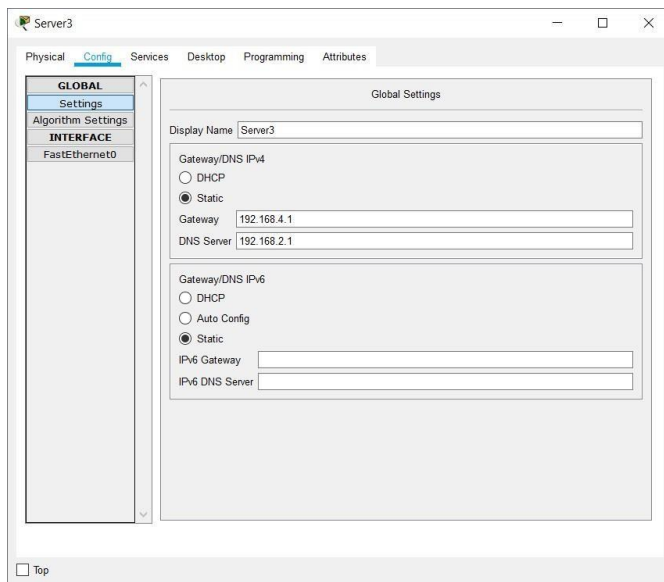 Server3
Physical Config Services Desktop Programming Attributes
GLOBAL
Settings
Algorithm Settings
INTERFACE
FastEthernet0
Global Settings
Display Name Server3
Gateway/DNS IPv4
DHCP
Static
Gateway 192.168.4.1
DNS Server 192.168.2.1
Gateway/DNS IPv6
DHCP
Auto Config
Static
IPv6 Gateway
IPv6 DNS Server
Top